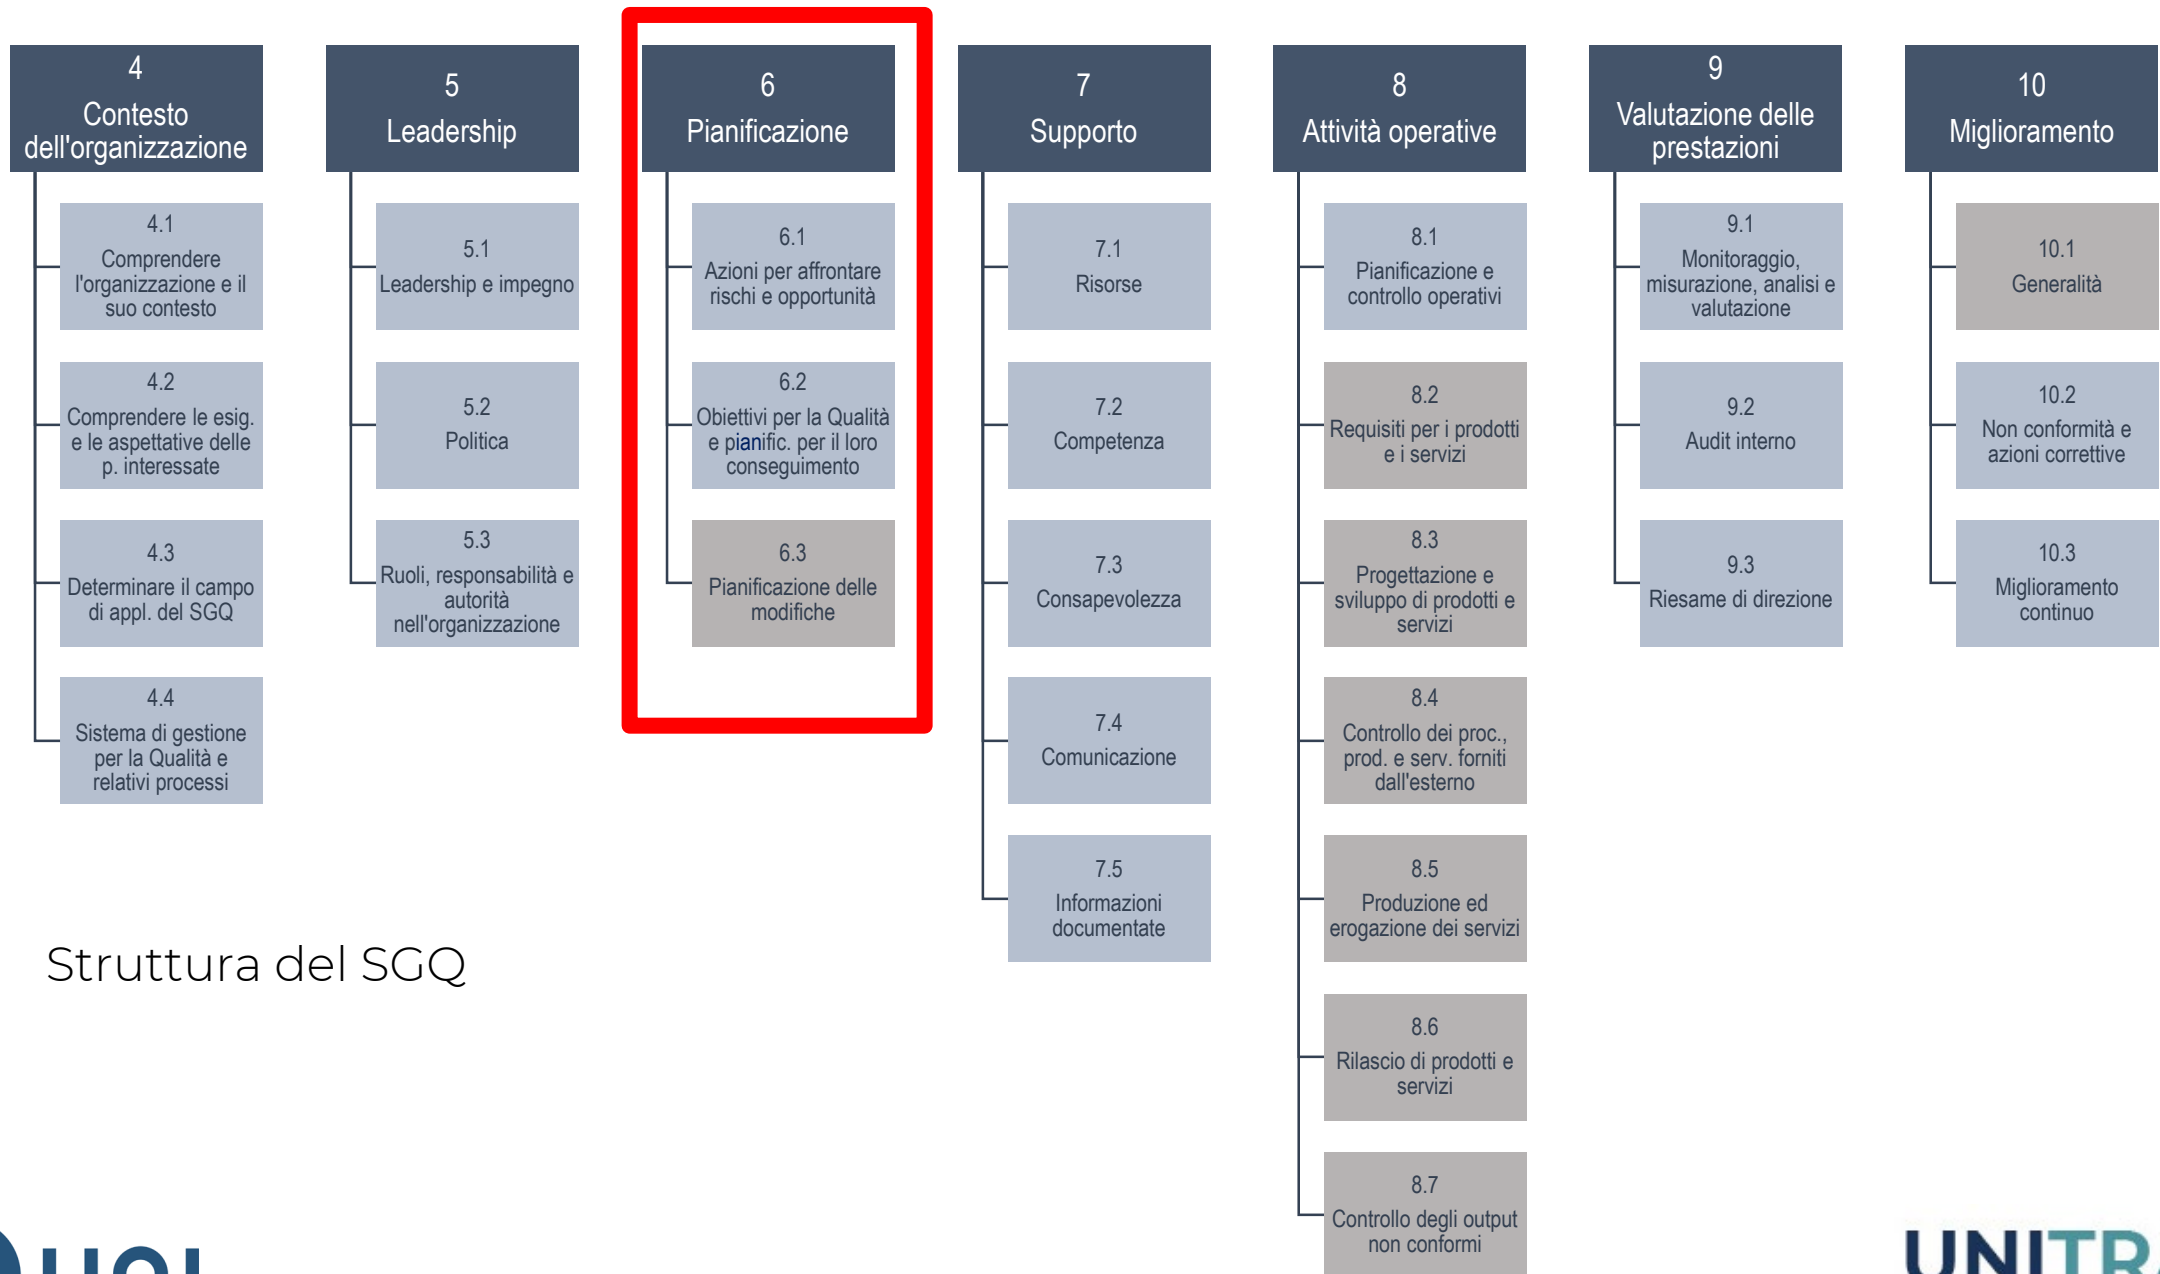 4
Contesto
dell'organizzazione
4.1
Comprendere
l'organizzazione e il
suo contesto
4.2
Comprendere le esig.
e le aspettative delle
p. interessate
4.3
Determinare il campo
di appl. del SGQ
4.4
Sistema di gestione
per la Qualità e
relativi processi
5
Leadership
5.1
Leadership e impegno
5.2
Politica
5.3
Ruoli, responsabilità e
autorità
nell'organizzazione
6
Pianificazione
6.1
Azioni per affrontare
rischi e opportunità
6.2
Obiettivi per la Qualità
e pianific. per il loro
conseguimento
6.3
Pianificazione delle
modifiche
7
Supporto
7.1
Risorse
7.2
Competenza
7.3
Consapevolezza
7.4
Comunicazione
7.5
Informazioni
documentate
8
Attività operative
8.1
Pianificazione e
controllo operativi
8.2
Requisiti per i prodotti
e i servizi
8.3
Progettazione e
sviluppo di prodotti e
servizi
8.4
Controllo dei proc.,
prod. e serv. forniti
dall'esterno
8.5
Produzione ed
erogazione dei servizi
8.6
Rilascio di prodotti e
servizi
8.7
Controllo degli output
non conformi
9
Valutazione delle
prestazioni
9.1
Monitoraggio,
misurazione, analisi e
valutazione
9.2
Audit interno
9.3
Riesame di direzione
10
Miglioramento
10.1
Generalità
10.2
Non conformità e
azioni correttive
10.3
Miglioramento
continuo
Struttura del SGQ
UNITRA